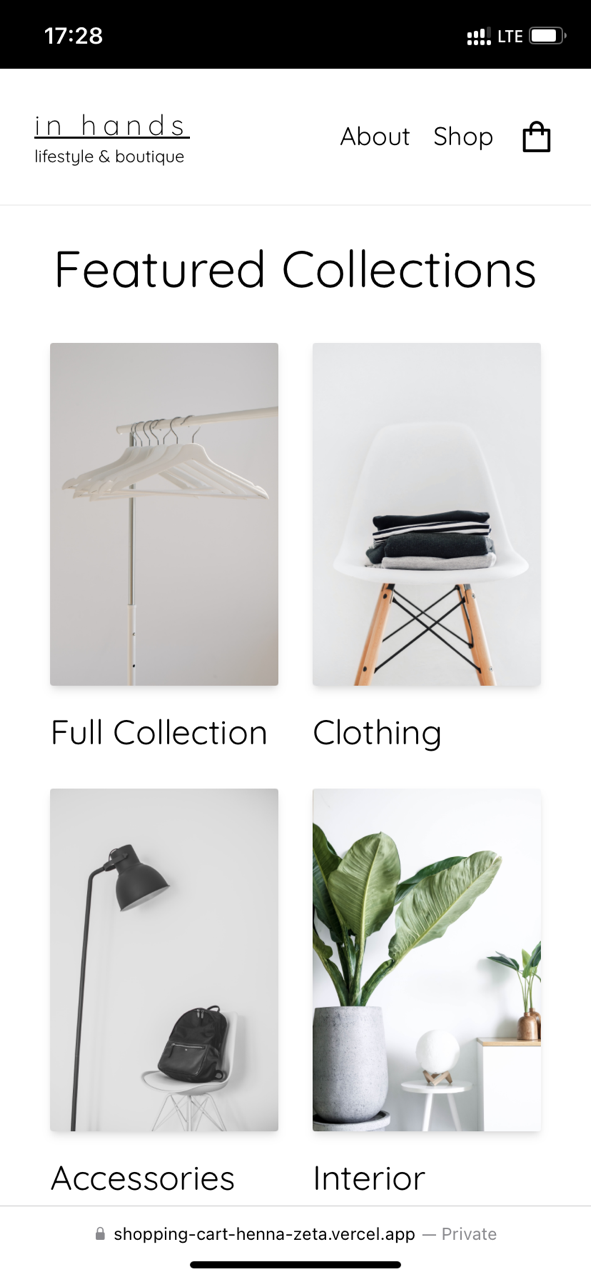 17:28 LTE
in hands
lifestyle & boutique
About Shop
Featured Collections
Full Collection Clothing
Accessories Interior
shopping-cart-henna-zeta.vercel.app — Private